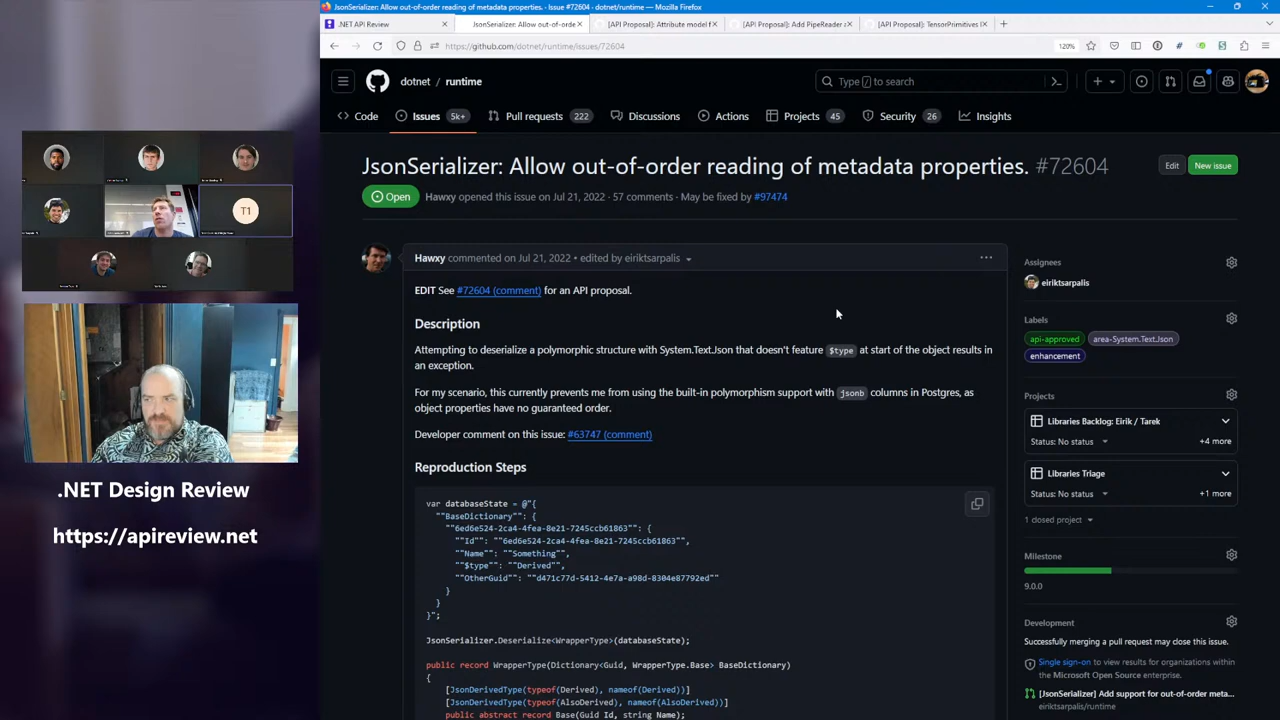 JsonSerializer: Allow out-of-order reading of metadata properties. · Issue #72604 · dotnet/runtime — Mozilla Firefox
.NET API Review
JsonSerializer: Allow out-of-orde
[API Proposal]: Attribute model f
[API Proposal]: Add PipeReader a
[API Proposal]: TensorPrimitives I
https://github.com/dotnet/runtime/issues/72604
120%
dotnet / runtime
Type / to search
Code
Issues 5k+
Pull requests 222
Discussions
Actions
Projects 45
Security 26
Insights
JsonSerializer: Allow out-of-order reading of metadata properties. #72604
Edit
New issue
Open
Hawxy opened this issue on Jul 21, 2022 · 57 comments · May be fixed by #97474
Hawxy commented on Jul 21, 2022 • edited by eiriktsarpalis
EDIT See #72604 (comment) for an API proposal.
Description
Attempting to deserialize a polymorphic structure with System.Text.Json that doesn't feature $type at start of the object results in
an exception.
For my scenario, this currently prevents me from using the built-in polymorphism support with jsonb columns in Postgres, as
object properties have no guaranteed order.
Developer comment on this issue: #63747 (comment)
Reproduction Steps
var databaseState = @"{
""BaseDictionary"": {
""6ed6e524-2ca4-4fea-8e21-7245ccb61863"": {
""Id"": ""6ed6e524-2ca4-4fea-8e21-7245ccb61863"",
""Name"": ""Something"",
""$type"": ""Derived"",
""OtherGuid"": ""d471c77d-5412-4e7a-a98d-8304e87792ed""
}
}
}";
JsonSerializer.Deserialize<WrapperType>(databaseState);
public record WrapperType(Dictionary<Guid, WrapperType.Base> BaseDictionary)
{
[JsonDerivedType(typeof(Derived), nameof(Derived))]
[JsonDerivedType(typeof(AlsoDerived), nameof(AlsoDerived))]
public abstract record Base(Guid Id, string Name);
Assignees
eiriktsarpalis
Labels
api-approved
area-System.Text.Json
enhancement
Projects
Libraries Backlog: Eirik / Tarek
Status: No status
+4 more
Libraries Triage
Status: No status
+1 more
1 closed project
Milestone
9.0.0
Development
Successfully merging a pull request may close this issue.
Single sign-on to view results for organizations within
the Microsoft Open Source enterprise.
[JsonSerializer] Add support for out-of-order meta...
eiriktsarpalis/runtime
T1
.NET Design Review
https://apireview.net